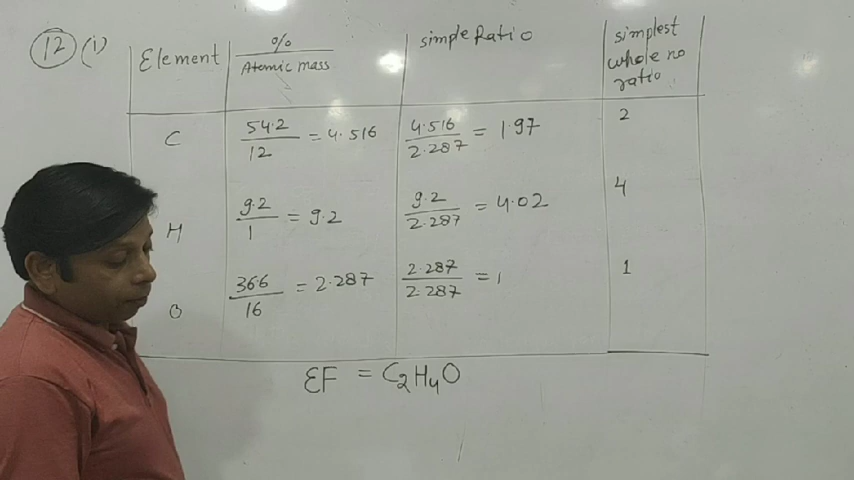 12 (i)
Element | %/Atomic mass | simple Ratio | simplest whole no ratio
C | 54.2/12 = 4.516 | 4.516/2.287 = 1.97 | 2
H | 9.2/1 = 9.2 | 9.2/2.287 = 4.02 | 4
O | 36.6/16 = 2.287 | 2.287/2.287 = 1 | 1
EF = C₂H₄O